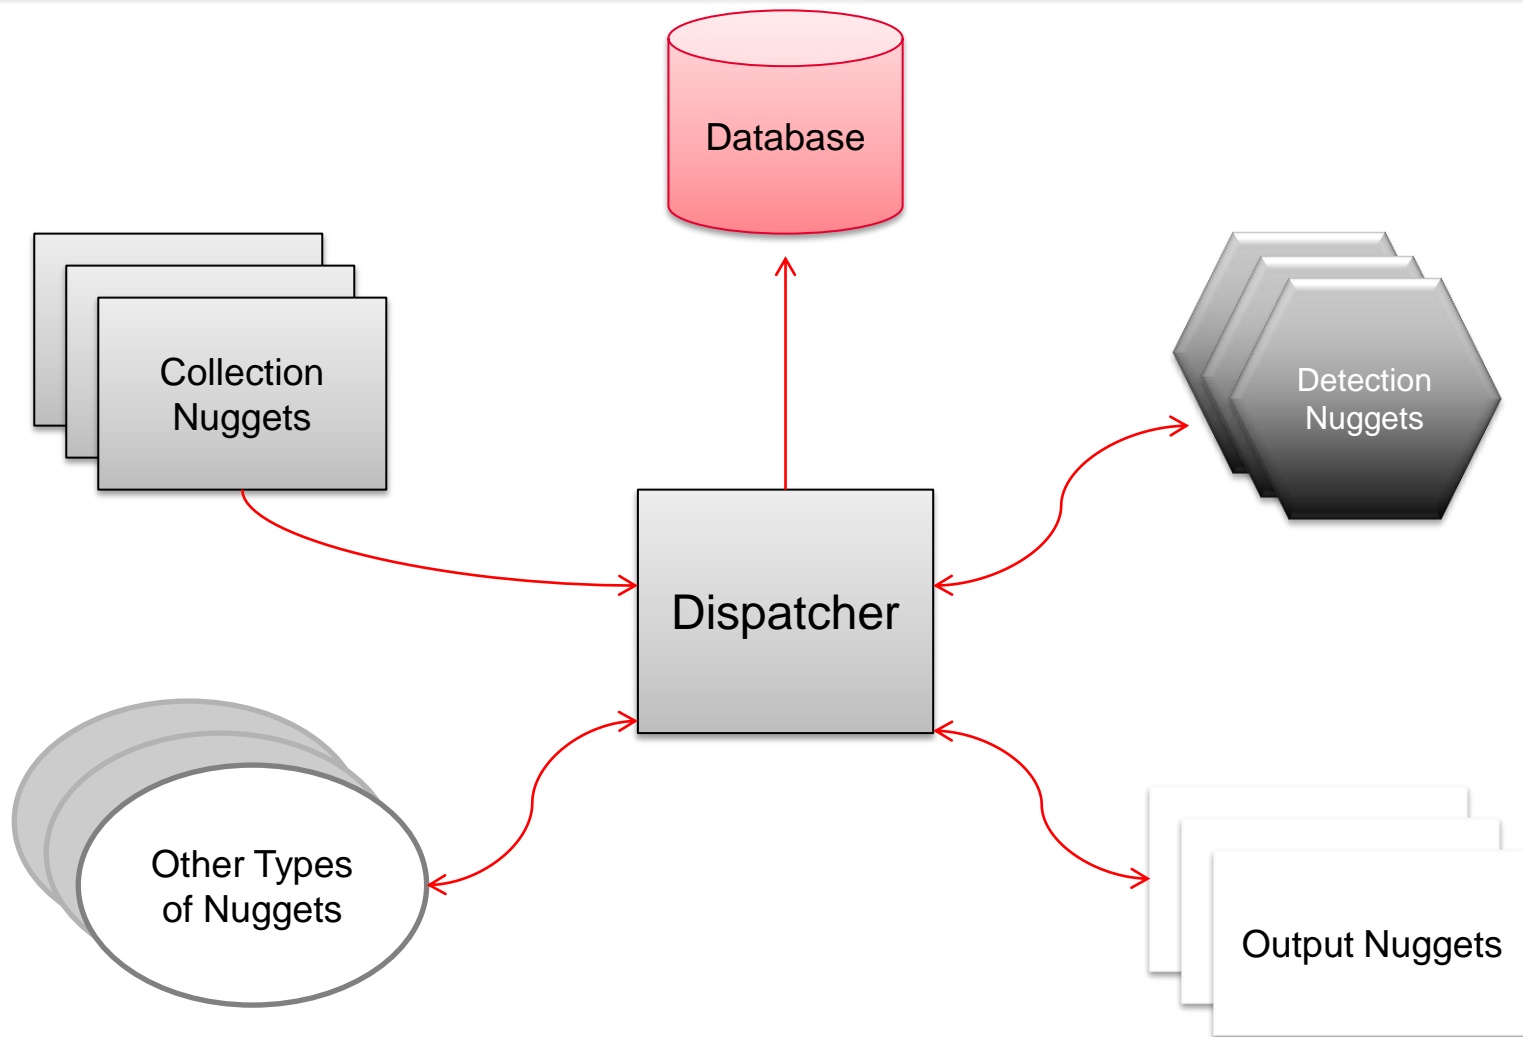 Database
Collection
Nuggets
Detection
Nuggets
Dispatcher
Other Types
of Nuggets
Output Nuggets